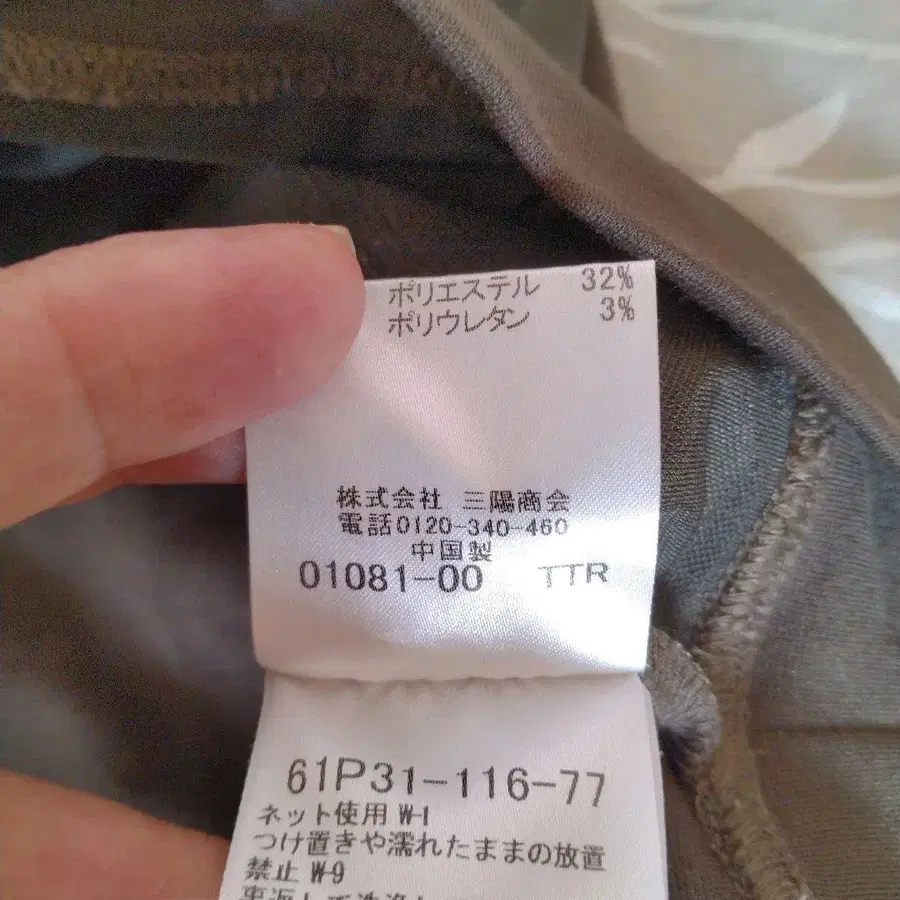 ポリエステル 32%
ポリウレタン 3%
株式会社 三陽商会
電話0120-340-460
中国製
01081-00 TTR
61P31-116-77
ネット使用 W-1
つけ置きや濡れたままの放置
禁止 W-9